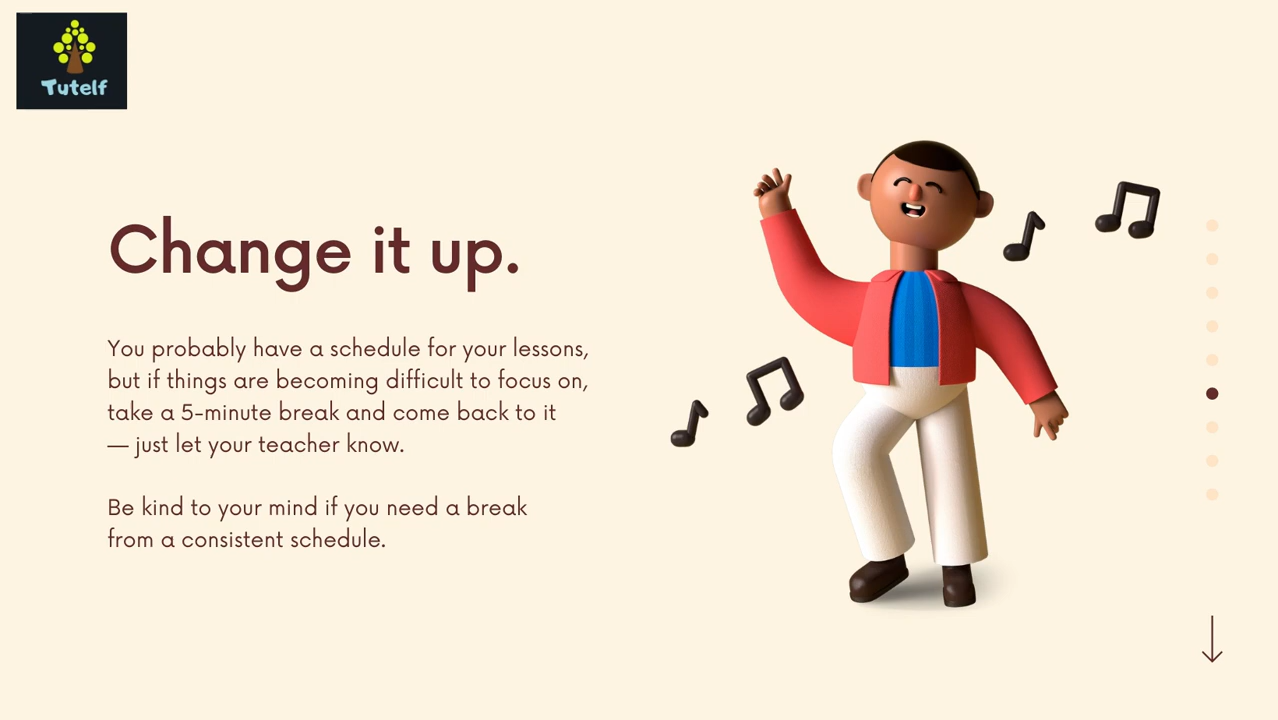 Tutelf
Change it up.
You probably have a schedule for your lessons,
but if things are becoming difficult to focus on,
take a 5-minute break and come back to it
— just let your teacher know.
Be kind to your mind if you need a break
from a consistent schedule.